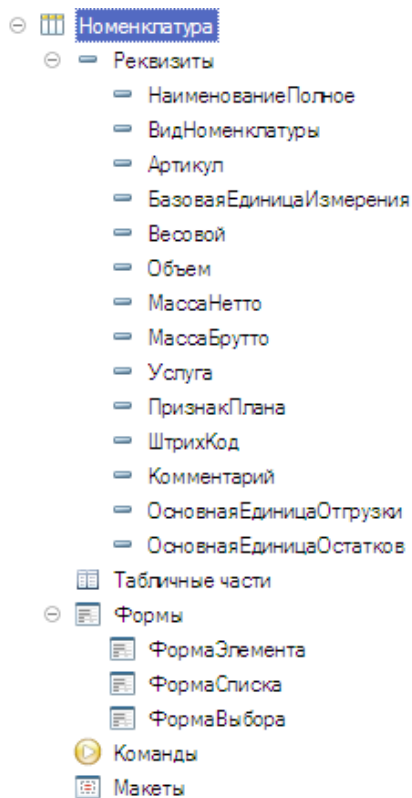 Номенклатура
Реквизиты
НаименованиеПолное
ВидНоменклатуры
Артикул
БазоваяЕдиницаИзмерения
Весовой
Объем
МассаНетто
МассаБрутто
Услуга
ПризнакПлана
ШтрихКод
Комментарий
ОсновнаяЕдиницаОтгрузки
ОсновнаяЕдиницаОстатков
Табличные части
Формы
ФормаЭлемента
ФормаСписка
ФормаВыбора
Команды
Макеты